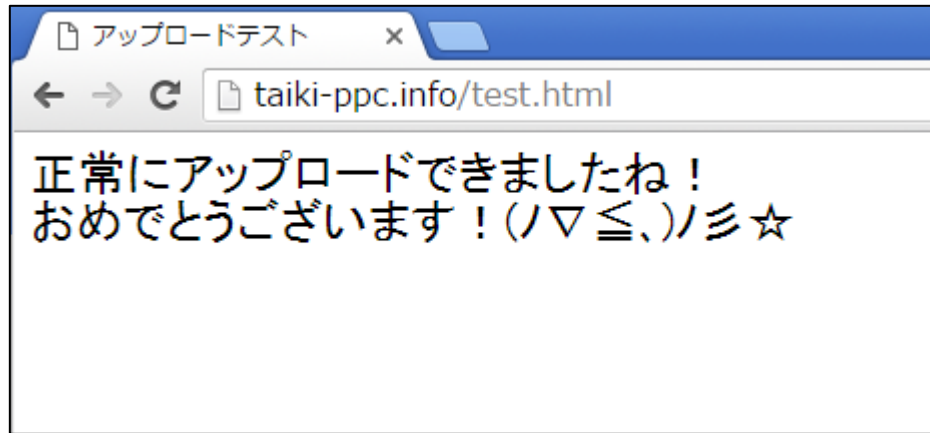 アップロードテスト
taiki-ppc.info/test.html
正常にアップロードできましたね！
おめでとうございます！(ﾉ▽≦､)ﾉ彡☆